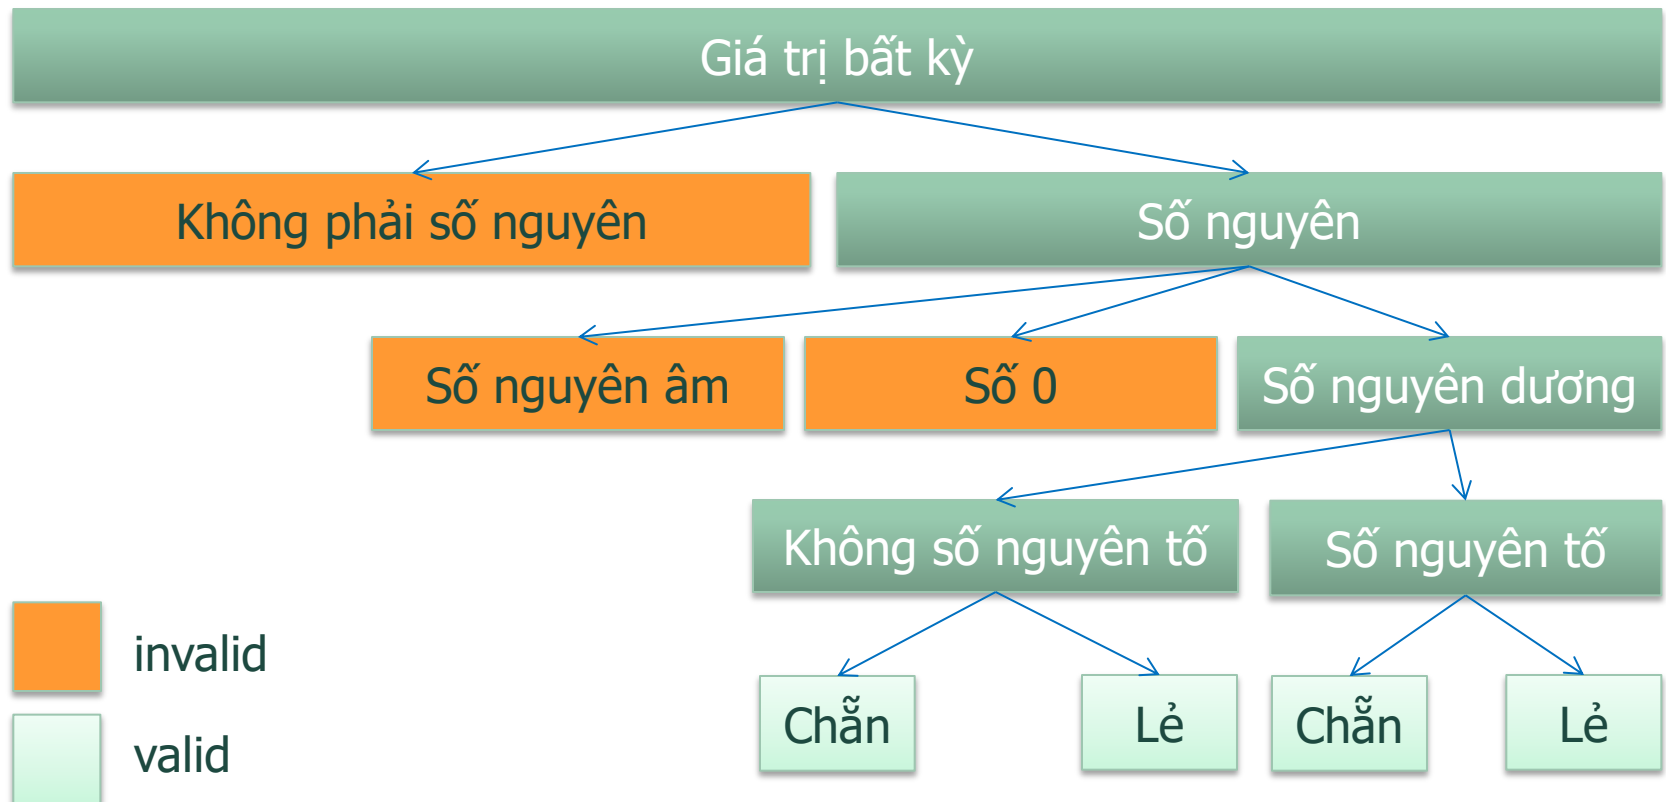 Giá trị bất kỳ
Không phải số nguyên
Số nguyên
Số nguyên âm
Số 0
Số nguyên dương
Không số nguyên tố
Số nguyên tố
Chẵn
Lẻ
Chẵn
Lẻ
invalid
valid